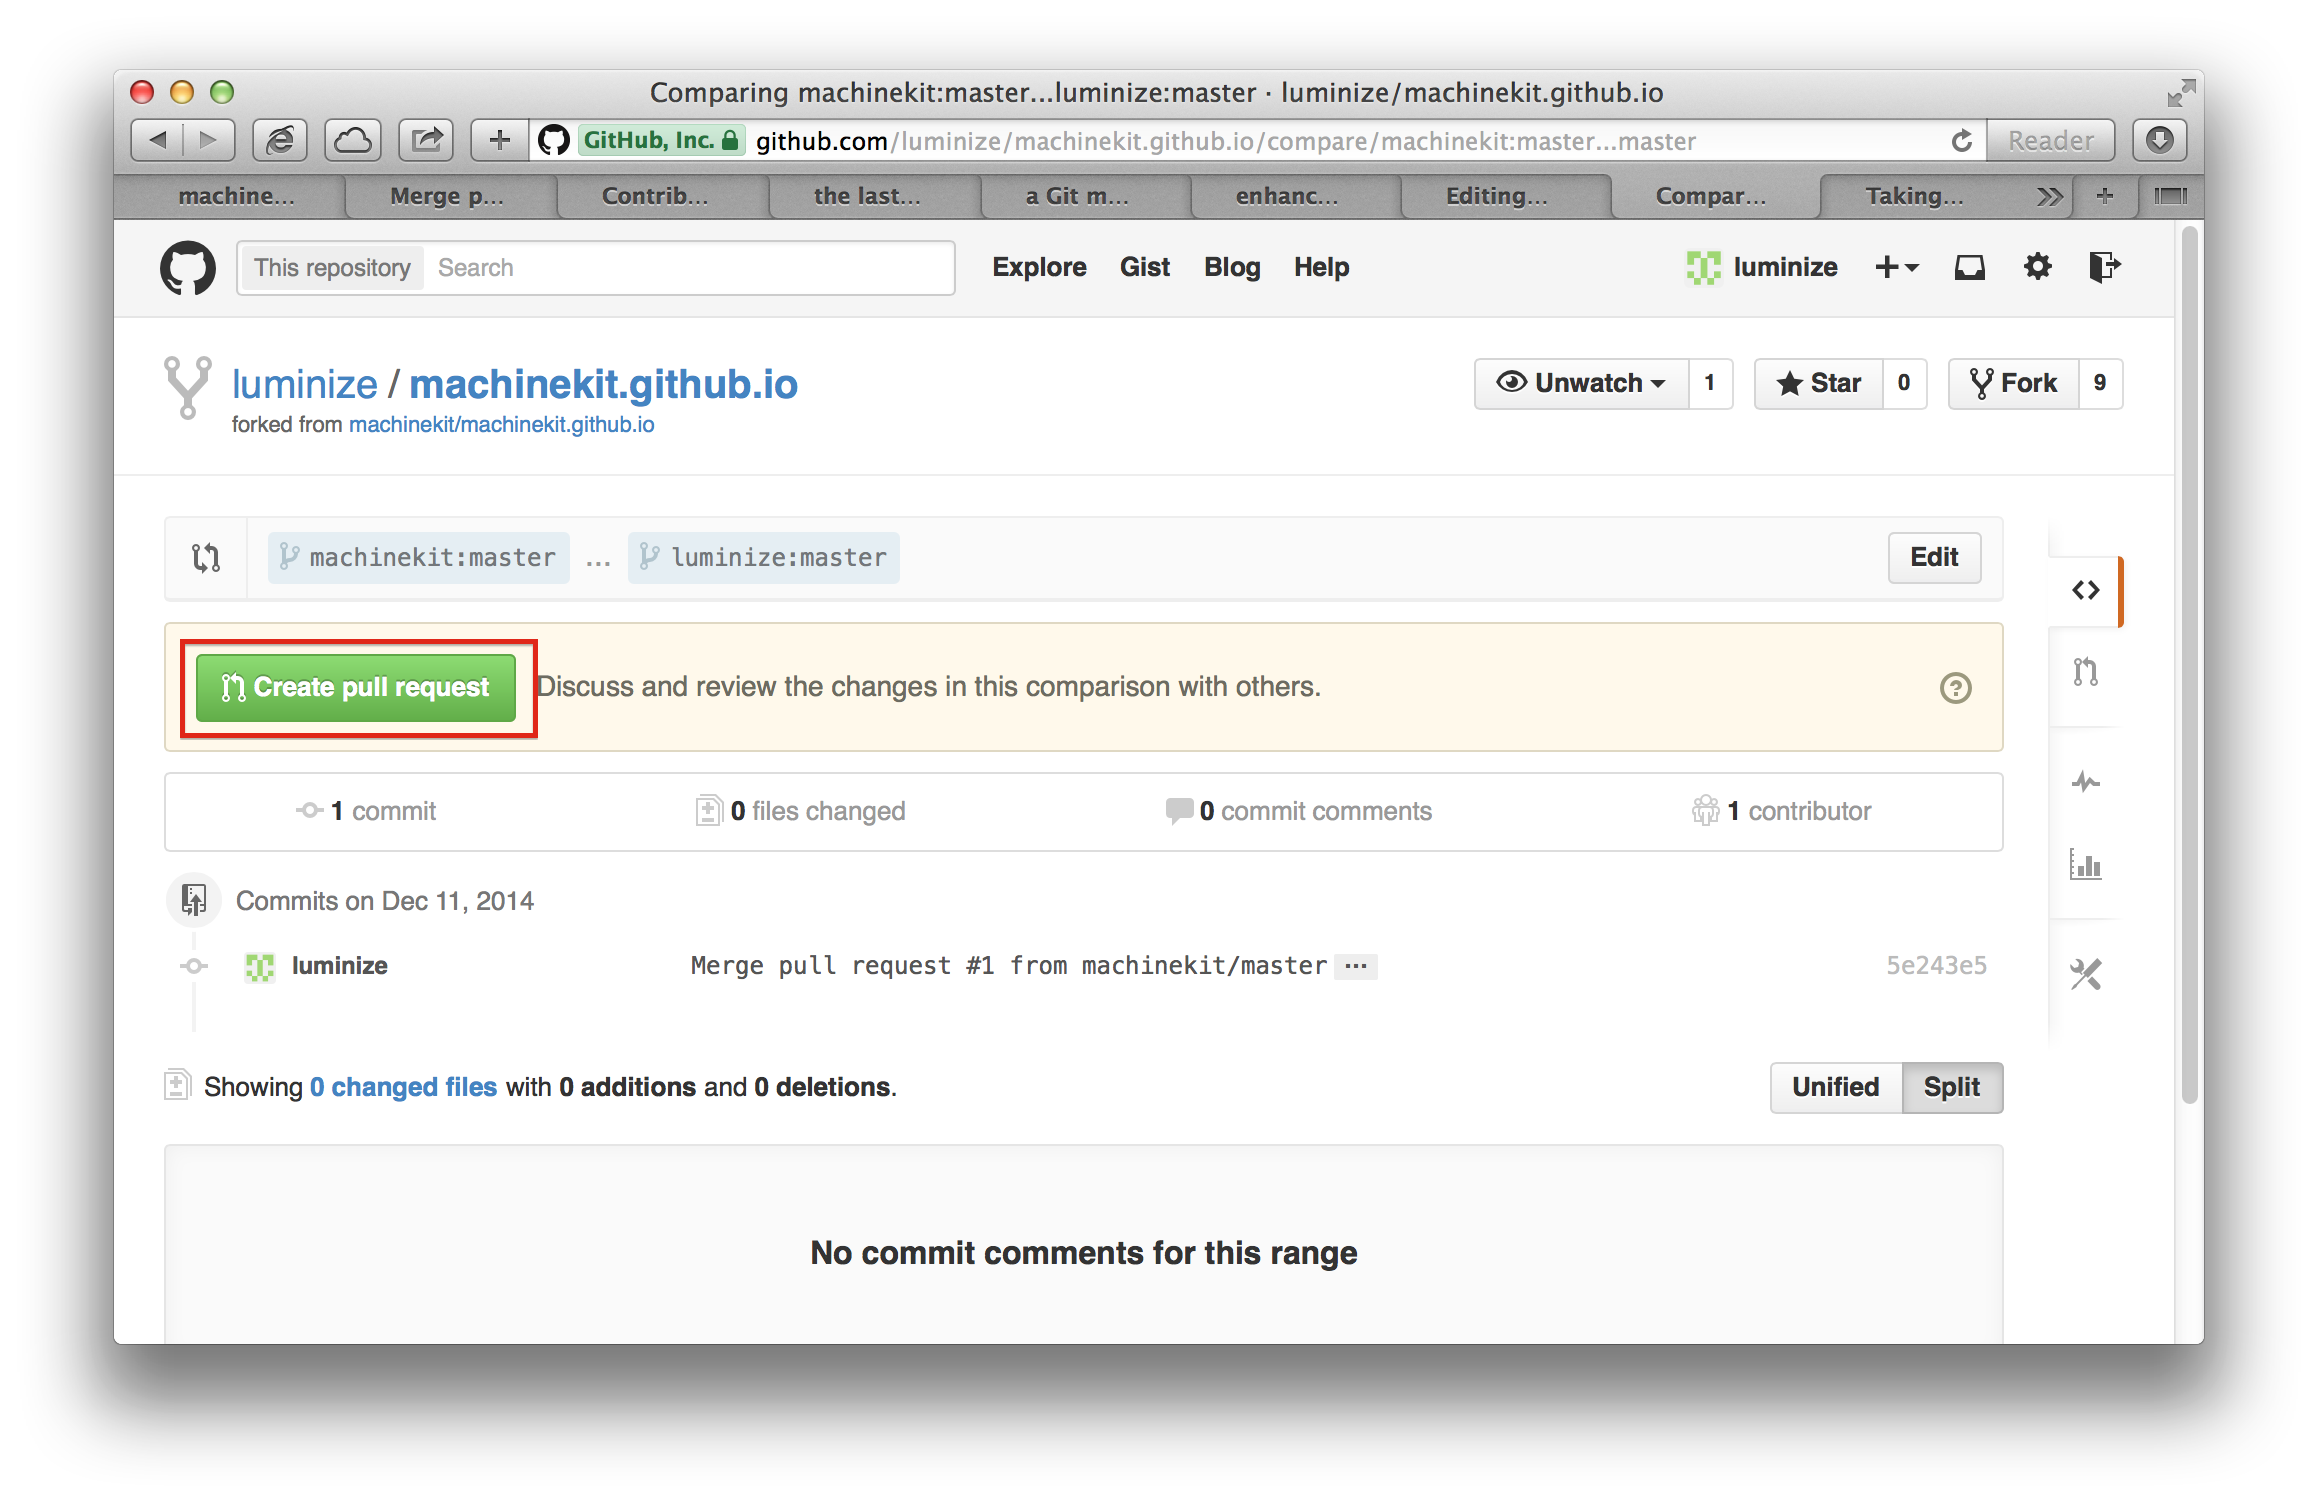 Comparing machinekit:master...luminize:master · luminize/machinekit.github.io
GitHub, Inc. github.com/luminize/machinekit.github.io/compare/machinekit:master...master Reader
machine... Merge p... Contrib... the last... a Git m... enhanc... Editing... Compar... Taking...
This repository Search Explore Gist Blog Help luminize
luminize / machinekit.github.io Unwatch 1 Star 0 Fork 9
forked from machinekit/machinekit.github.io
machinekit:master ... luminize:master Edit
Create pull request Discuss and review the changes in this comparison with others.
1 commit 0 files changed 0 commit comments 1 contributor
Commits on Dec 11, 2014
luminize Merge pull request #1 from machinekit/master ... 5e243e5
Showing 0 changed files with 0 additions and 0 deletions. Unified Split
No commit comments for this range